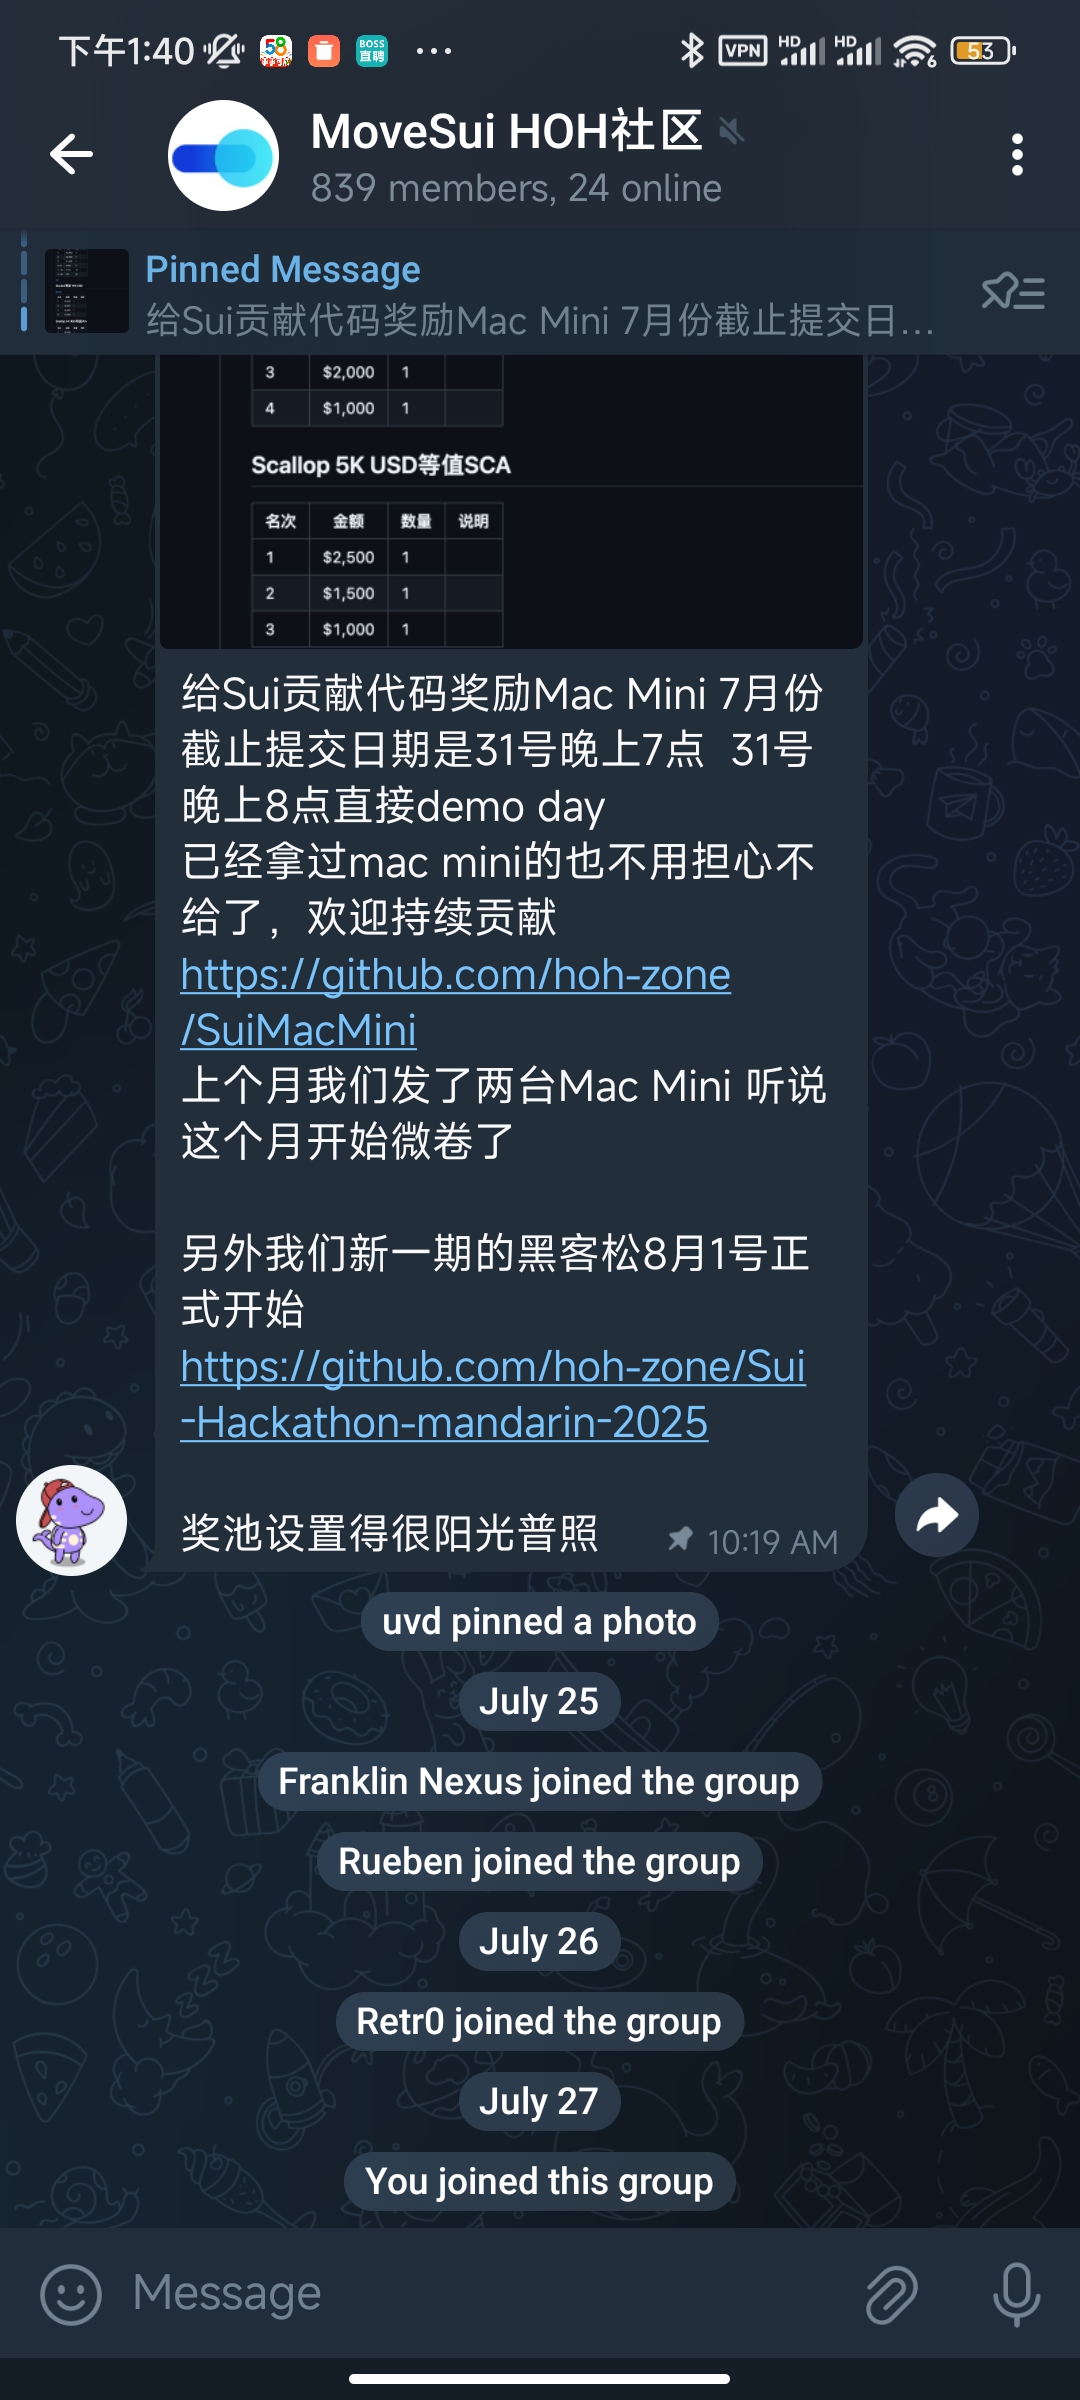 下午1:40
58
BOSS
直聘
...
VPN
HD
HD
6
53
MoveSui HOH社区
839 members, 24 online
Pinned Message
给Sui贡献代码奖励Mac Mini 7月份截止提交日...
3 $2,000 1
4 $1,000 1
Scallop 5K USD等值SCA
名次 金额 数量 说明
1 $2,500 1
2 $1,500 1
3 $1,000 1
给Sui贡献代码奖励Mac Mini 7月份
截止提交日期是31号晚上7点 31号
晚上8点直接demo day
已经拿过mac mini的也不用担心不
给了，欢迎持续贡献
https://github.com/hoh-zone
/SuiMacMini
上个月我们发了两台Mac Mini 听说
这个月开始微卷了
另外我们新一期的黑客松8月1号正
式开始
https://github.com/hoh-zone/Sui
-Hackathon-mandarin-2025
奖池设置得很阳光普照
10:19 AM
uvd pinned a photo
July 25
Franklin Nexus joined the group
Rueben joined the group
July 26
Retr0 joined the group
July 27
You joined this group
Message